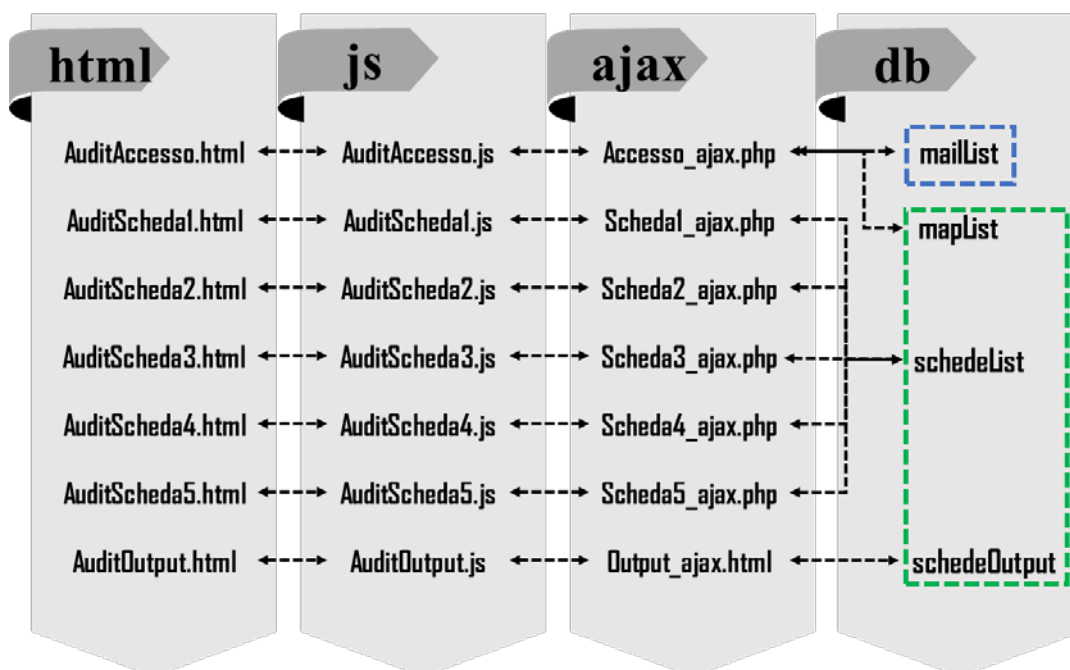 html js ajax db
AuditAccesso.html AuditAccesso.js Accesso_ajax.php mailList
AuditScheda1.html AuditScheda1.js Scheda1_ajax.php mapList
AuditScheda2.html AuditScheda2.js Scheda2_ajax.php
AuditScheda3.html AuditScheda3.js Scheda3_ajax.php schedeList
AuditScheda4.html AuditScheda4.js Scheda4_ajax.php
AuditScheda5.html AuditScheda5.js Scheda5_ajax.php
AuditOutput.html AuditOutput.js Output_ajax.html schedeOutput